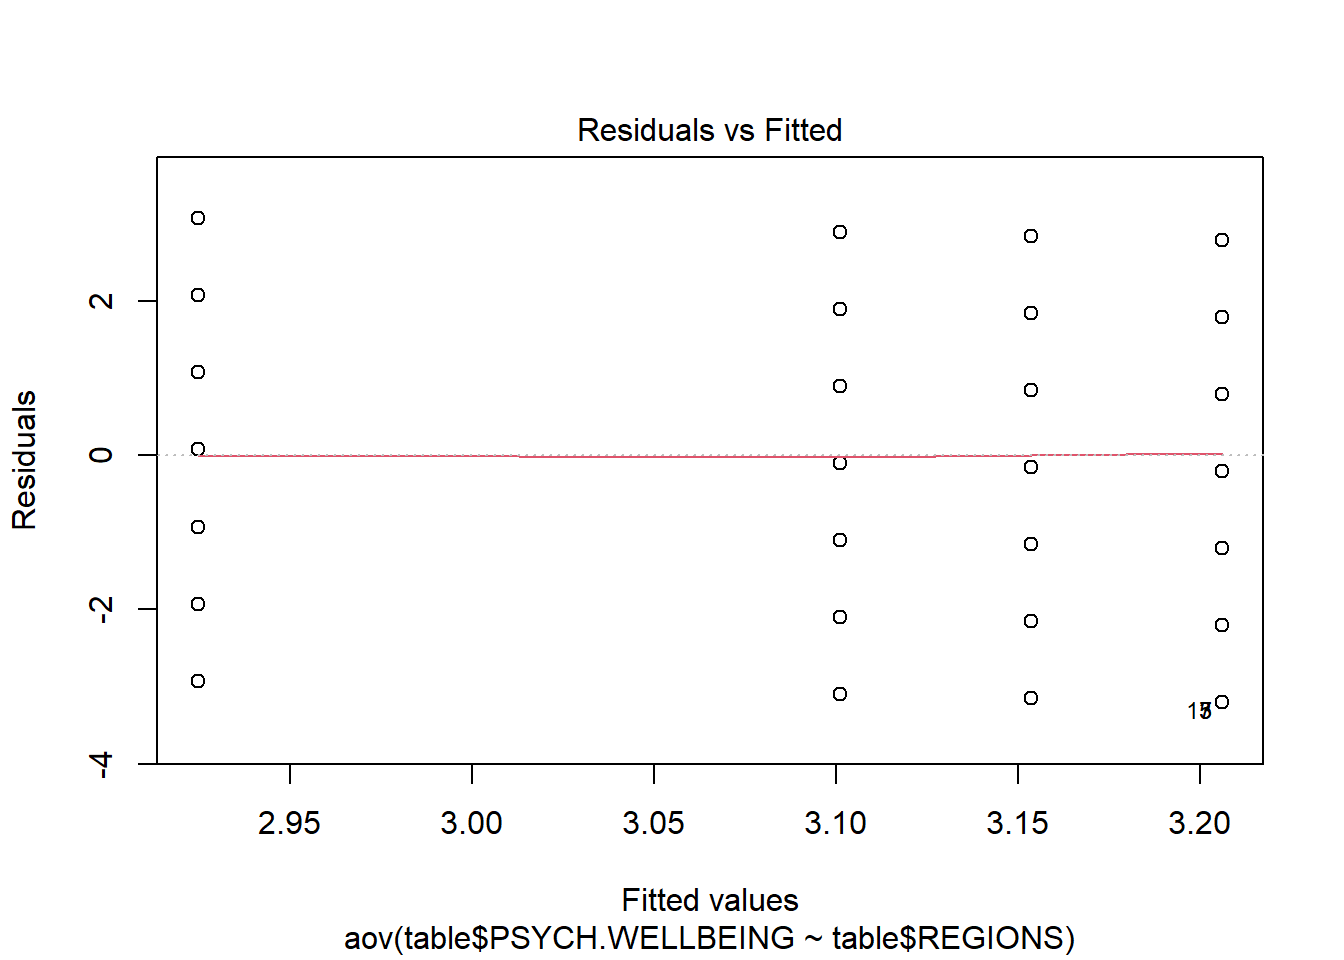 Residuals vs Fitted
Residuals
2
0
-2
-4
2.95 3.00 3.05 3.10 3.15 3.20
Fitted values
aov(table$PSYCH.WELLBEING ~ table$REGIONS)